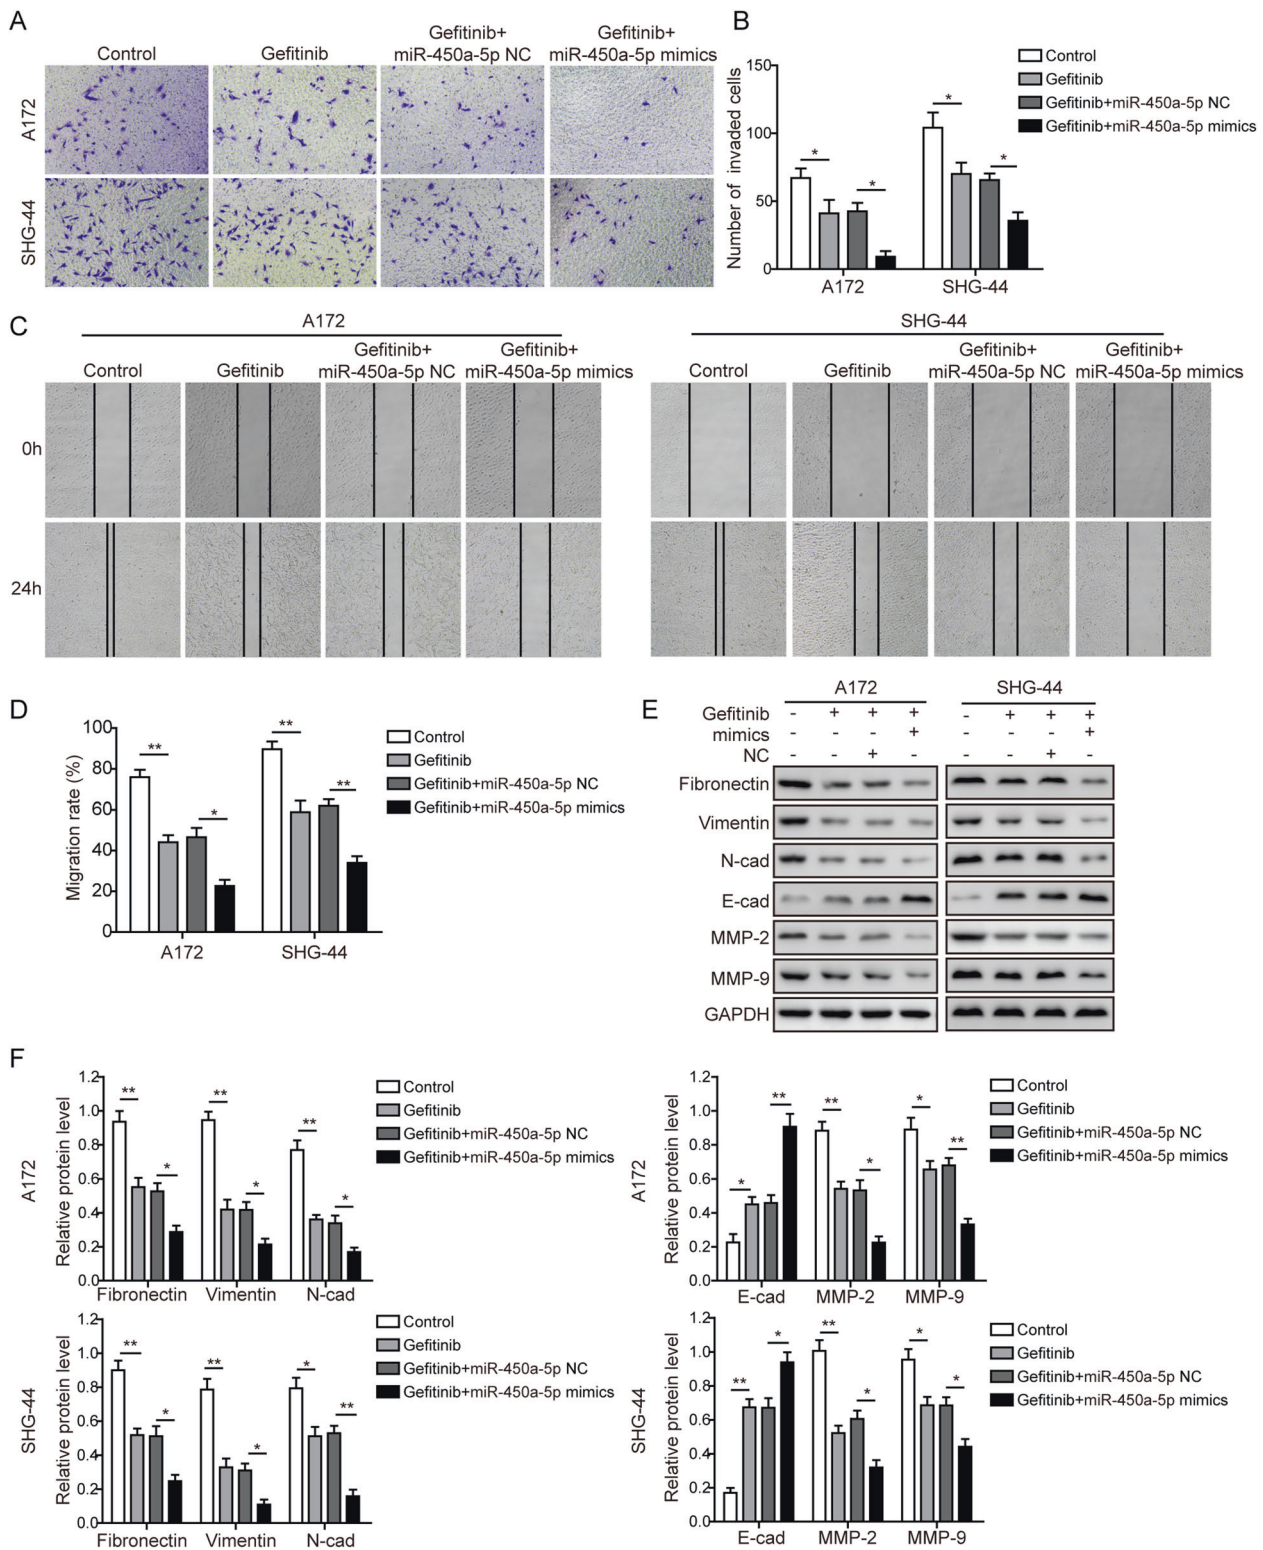 A
Control
Gefitinib
Gefitinib+
miR-450a-5p NC
Gefitinib+
miR-450a-5p mimics
A172
SHG-44
B
Number of invaded cells
150
100
50
0
*
*
*
*
A172
SHG-44
Control
Gefitinib
Gefitinib+miR-450a-5p NC
Gefitinib+miR-450a-5p mimics
C
A172
SHG-44
Control
Gefitinib
Gefitinib+
miR-450a-5p NC
Gefitinib+
miR-450a-5p mimics
Control
Gefitinib
Gefitinib+
miR-450a-5p NC
Gefitinib+
miR-450a-5p mimics
0h
24h
D
Migration rate (%)
100
80
60
40
20
0
**
*
**
**
A172
SHG-44
Control
Gefitinib
Gefitinib+miR-450a-5p NC
Gefitinib+miR-450a-5p mimics
E
A172
SHG-44
Gefitinib - + + + - + + +
mimics - - - + - - - +
NC - - + - - - + -
Fibronectin
Vimentin
N-cad
E-cad
MMP-2
MMP-9
GAPDH
F
A172
Relative protein level
1.2
1.0
0.8
0.6
0.4
0.2
0.0
**
*
**
*
**
*
Fibronectin
Vimentin
N-cad
Control
Gefitinib
Gefitinib+miR-450a-5p NC
Gefitinib+miR-450a-5p mimics
A172
Relative protein level
1.2
1.0
0.8
0.6
0.4
0.2
0.0
*
**
**
*
*
**
E-cad
MMP-2
MMP-9
Control
Gefitinib
Gefitinib+miR-450a-5p NC
Gefitinib+miR-450a-5p mimics
SHG-44
Relative protein level
1.2
1.0
0.8
0.6
0.4
0.2
0.0
**
*
**
*
*
**
Fibronectin
Vimentin
N-cad
Control
Gefitinib
Gefitinib+miR-450a-5p NC
Gefitinib+miR-450a-5p mimics
SHG-44
Relative protein level
1.2
1.0
0.8
0.6
0.4
0.2
0.0
**
*
**
*
*
*
E-cad
MMP-2
MMP-9
Control
Gefitinib
Gefitinib+miR-450a-5p NC
Gefitinib+miR-450a-5p mimics